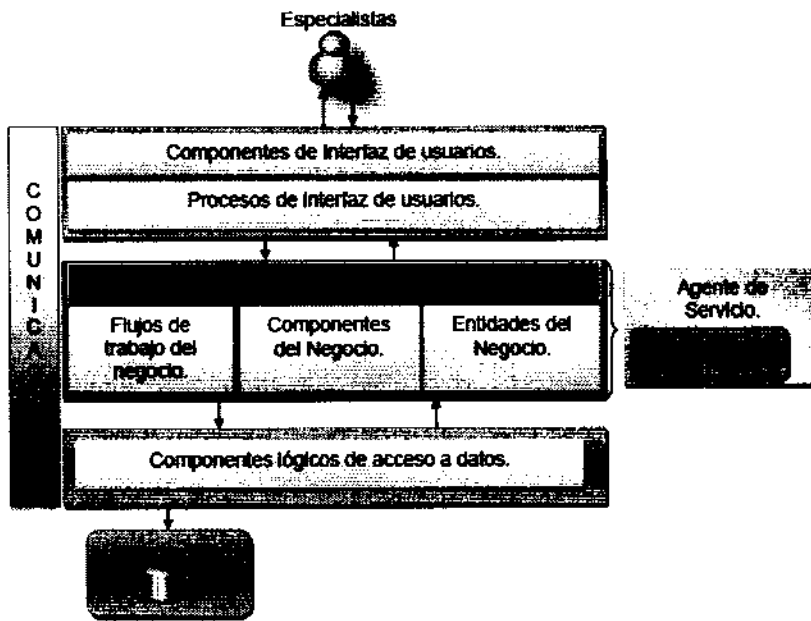 Especialistas
Componentes de Interfaz de usuarios.
Procesos de Interfaz de usuarios.
C
O
M
U
N
I
C
A
Flujos de
trabajo del
negocio.
Componentes
del Negocio.
Entidades del
Negocio.
Agente de
Servicio.
Componentes lógicos de acceso a datos.